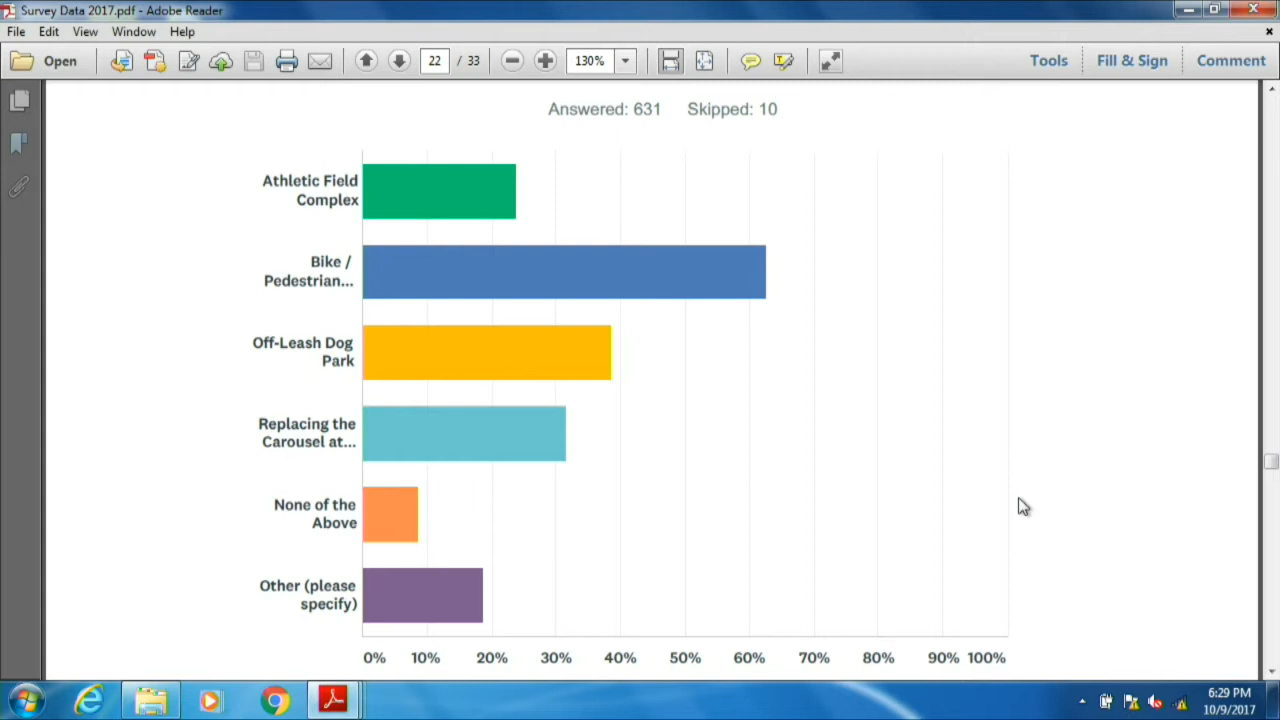 Survey Data 2017.pdf - Adobe Reader
File Edit View Window Help
Open 22 / 33 130% Tools Fill & Sign Comment
Answered: 631 Skipped: 10
Athletic Field
Complex
Bike /
Pedestrian...
Off-Leash Dog
Park
Replacing the
Carousel at...
None of the
Above
Other (please
specify)
0% 10% 20% 30% 40% 50% 60% 70% 80% 90% 100%
6:29 PM
10/9/2017